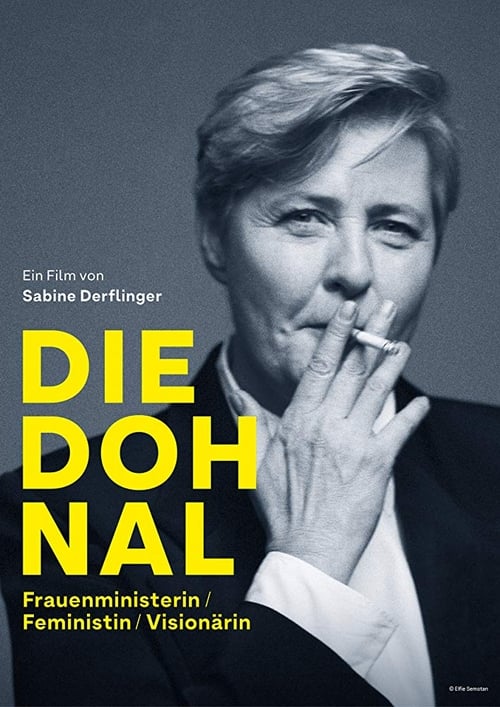 Ein Film von
Sabine Derflinger
DIE
DOH
NAL
Frauenministerin /
Feministin / Visionärin
© Elfie Semotan